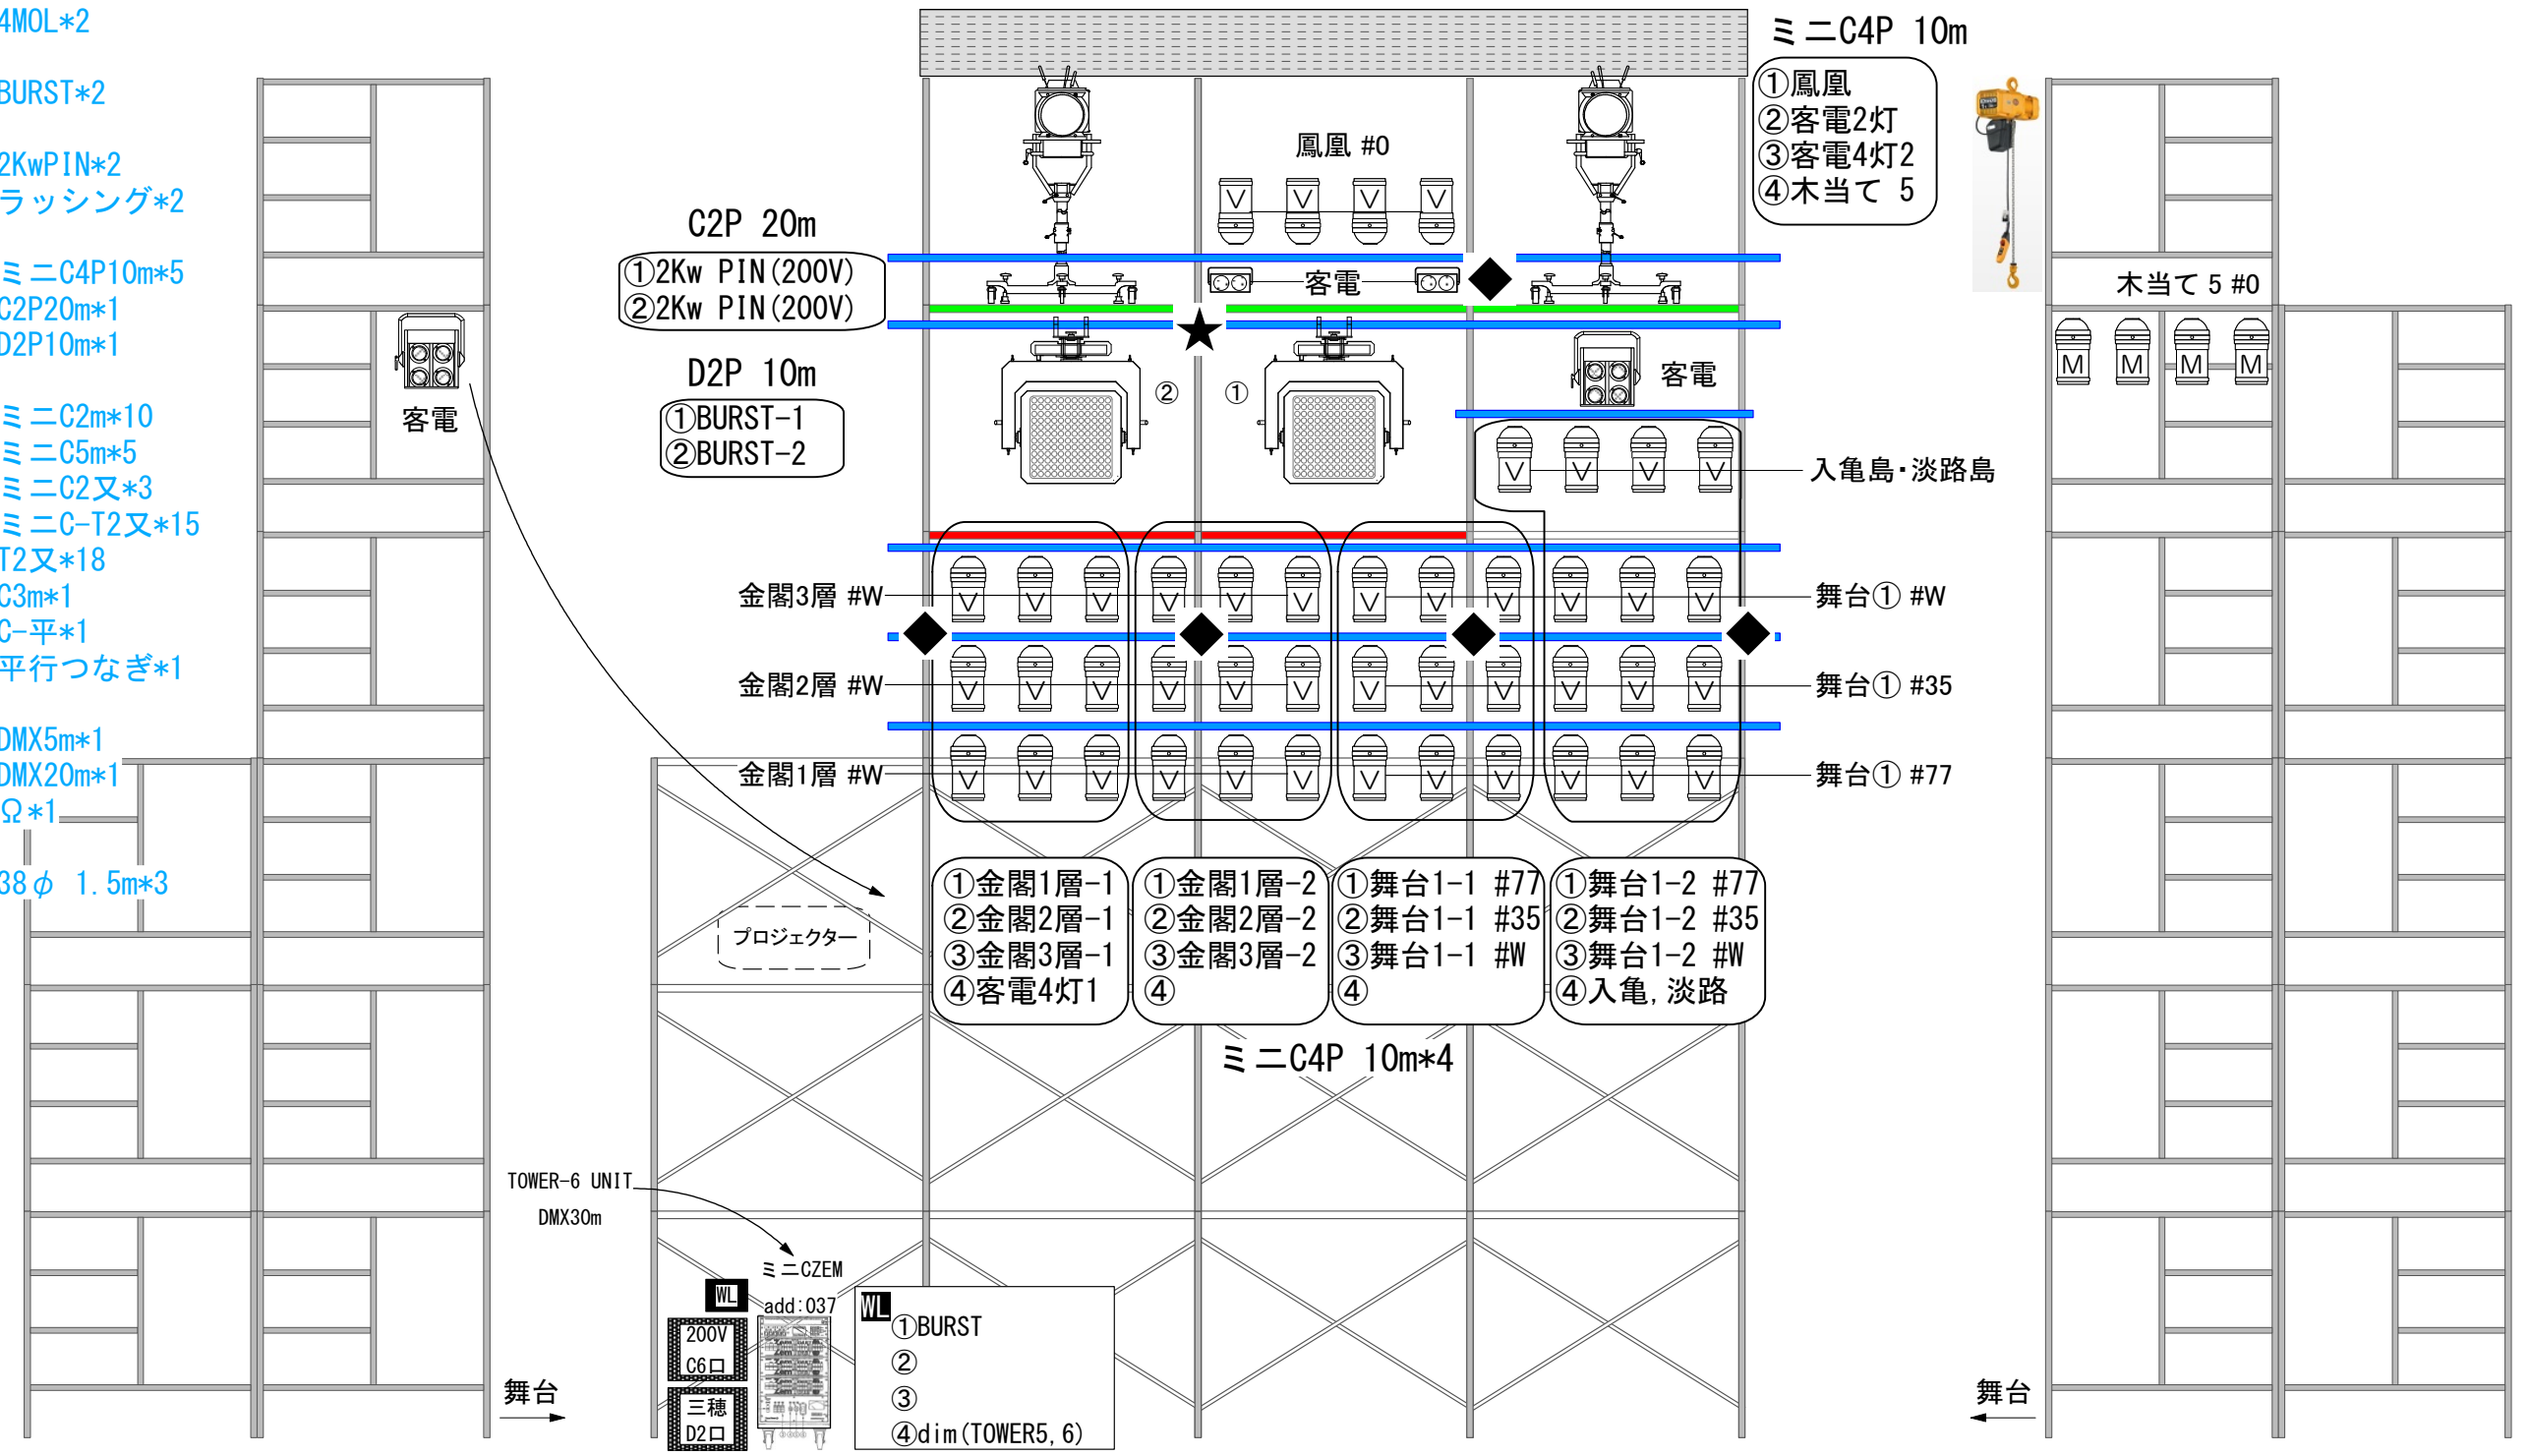 4MOL*2
BURST*2
2KwPIN*2
ラッシング*2
ミニC4P10m*5
C2P20m*1
D2P10m*1
ミニC2m*10
ミニC5m*5
ミニC2又*3
ミニC-T2又*15
T2又*18
C3m*1
C-平*1
平行つなぎ*1
DMX5m*1
DMX20m*1
Ω*1
38φ 1.5m*3
客電
C2P 20m
①2Kw PIN(200V)
②2Kw PIN(200V)
D2P 10m
①BURST-1
②BURST-2
鳳凰 #0
V V V V
客電
② ①
客電
ミニC4P 10m
①鳳凰
②客電2灯
③客電4灯2
④木当て 5
木当て 5 #0
M M M M
V V V V
入亀島・淡路島
金閣3層 #W
V V V V V V V V V V V V
舞台① #W
金閣2層 #W
V V V V V V V V V V V V
舞台① #35
金閣1層 #W
V V V V V V V V V V V V
舞台① #77
プロジェクター
①金閣1層-1
②金閣2層-1
③金閣3層-1
④客電4灯1
①金閣1層-2
②金閣2層-2
③金閣3層-2
④
①舞台1-1 #77
②舞台1-1 #35
③舞台1-1 #W
④
①舞台1-2 #77
②舞台1-2 #35
③舞台1-2 #W
④入亀,淡路
ミニC4P 10m*4
TOWER-6 UNIT
DMX30m
ミニCZEM
WL
add:037
200V
C6口
三穂
D2口
WL
①BURST
②
③
④dim(TOWER5,6)
舞台
舞台